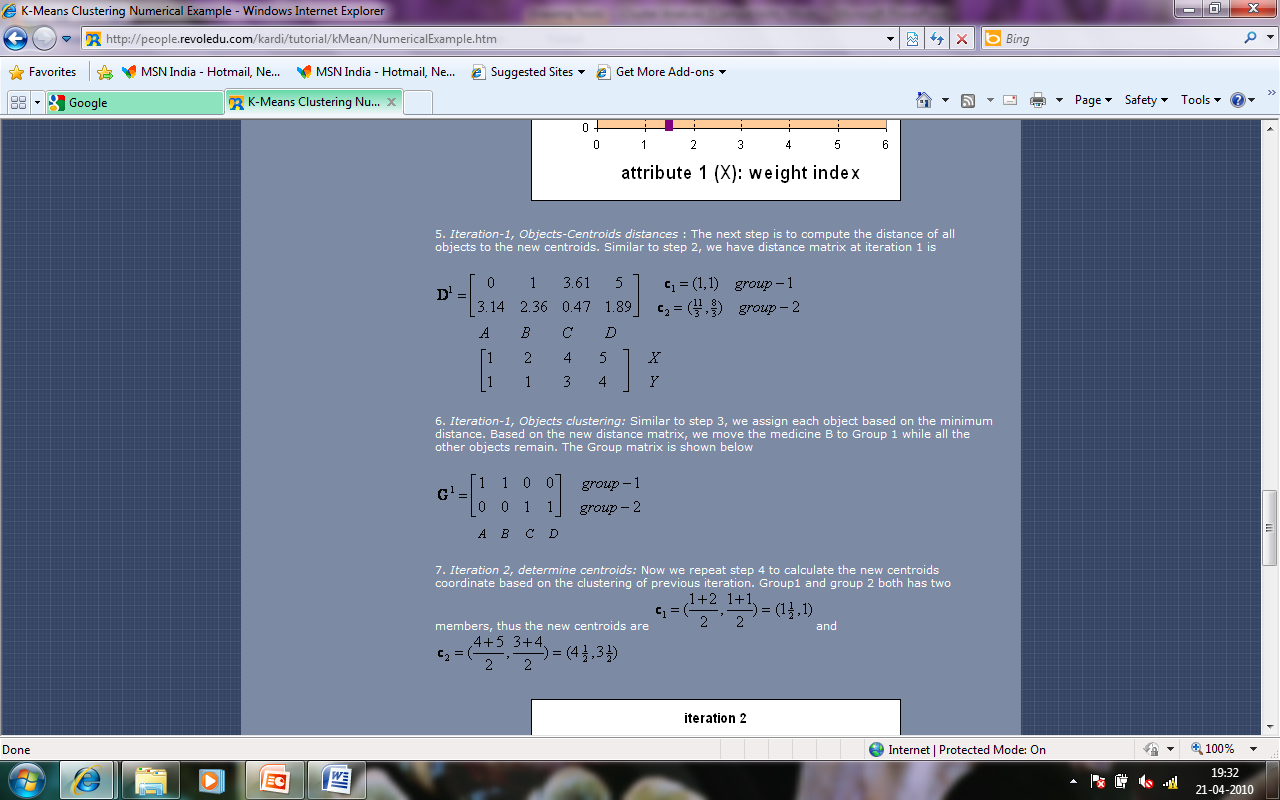 K-Means Clustering Numerical Example - Windows Internet Explorer
http://people.revoledu.com/kardi/tutorial/kMean/NumericalExample.htm
Bing
Favorites MSN India - Hotmail, Ne... MSN India - Hotmail, Ne... Suggested Sites Get More Add-ons
Google K-Means Clustering Nu... Page Safety Tools
0
0 1 2 3 4 5 6
attribute 1 (X): weight index
5. Iteration-1, Objects-Centroids distances : The next step is to compute the distance of all
objects to the new centroids. Similar to step 2, we have distance matrix at iteration 1 is
D¹ = [ 0 1 3.61 5 ] c₁ = (1,1) group − 1
[ 3.14 2.36 0.47 1.89 ] c₂ = (11/3, 8/3) group − 2
A B C D
[ 1 2 4 5 ] X
[ 1 1 3 4 ] Y
6. Iteration-1, Objects clustering: Similar to step 3, we assign each object based on the minimum
distance. Based on the new distance matrix, we move the medicine B to Group 1 while all the
other objects remain. The Group matrix is shown below
G¹ = [ 1 1 0 0 ] group − 1
[ 0 0 1 1 ] group − 2
A B C D
7. Iteration 2, determine centroids: Now we repeat step 4 to calculate the new centroids
coordinate based on the clustering of previous iteration. Group1 and group 2 both has two
members, thus the new centroids are c₁ = ((1+2)/2, (1+1)/2) = (1½, 1) and
c₂ = ((4+5)/2, (3+4)/2) = (4½, 3½)
iteration 2
Done Internet | Protected Mode: On 100%
19:32
21-04-2010